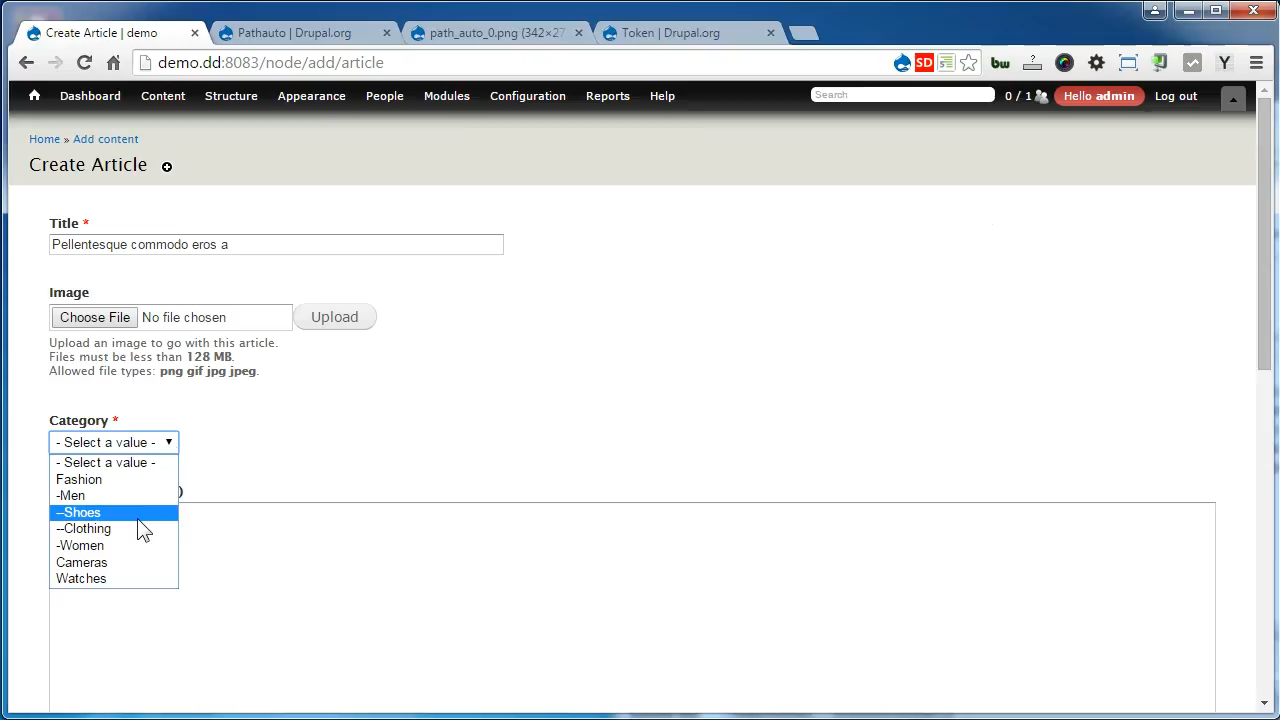 Create Article | demo
Pathauto | Drupal.org
path_auto_0.png (342×27
Token | Drupal.org
demo.dd:8083/node/add/article
SD
bw
?
Y
Dashboard Content Structure Appearance People Modules Configuration Reports Help
Search
0 / 1
Hello admin
Log out
Home » Add content
Create Article
Title *
Pellentesque commodo eros a
Image
Choose File No file chosen
Upload
Upload an image to go with this article.
Files must be less than 128 MB.
Allowed file types: png gif jpg jpeg.
Category *
- Select a value -
- Select a value -
Fashion
-Men
--Shoes
--Clothing
-Women
Cameras
Watches
)